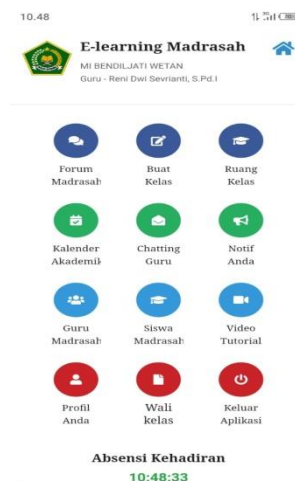 10.48
E-learning Madrasah
MI BENDILJATI WETAN
Guru - Reni Dwi Sevrianti, S.Pd.I
Forum Madrasah
Buat Kelas
Ruang Kelas
Kalender Akademik
Chatting Guru
Notif Anda
Guru Madrasah
Siswa Madrasah
Video Tutorial
Profil Anda
Wali kelas
Keluar Aplikasi
Absensi Kehadiran
10:48:33